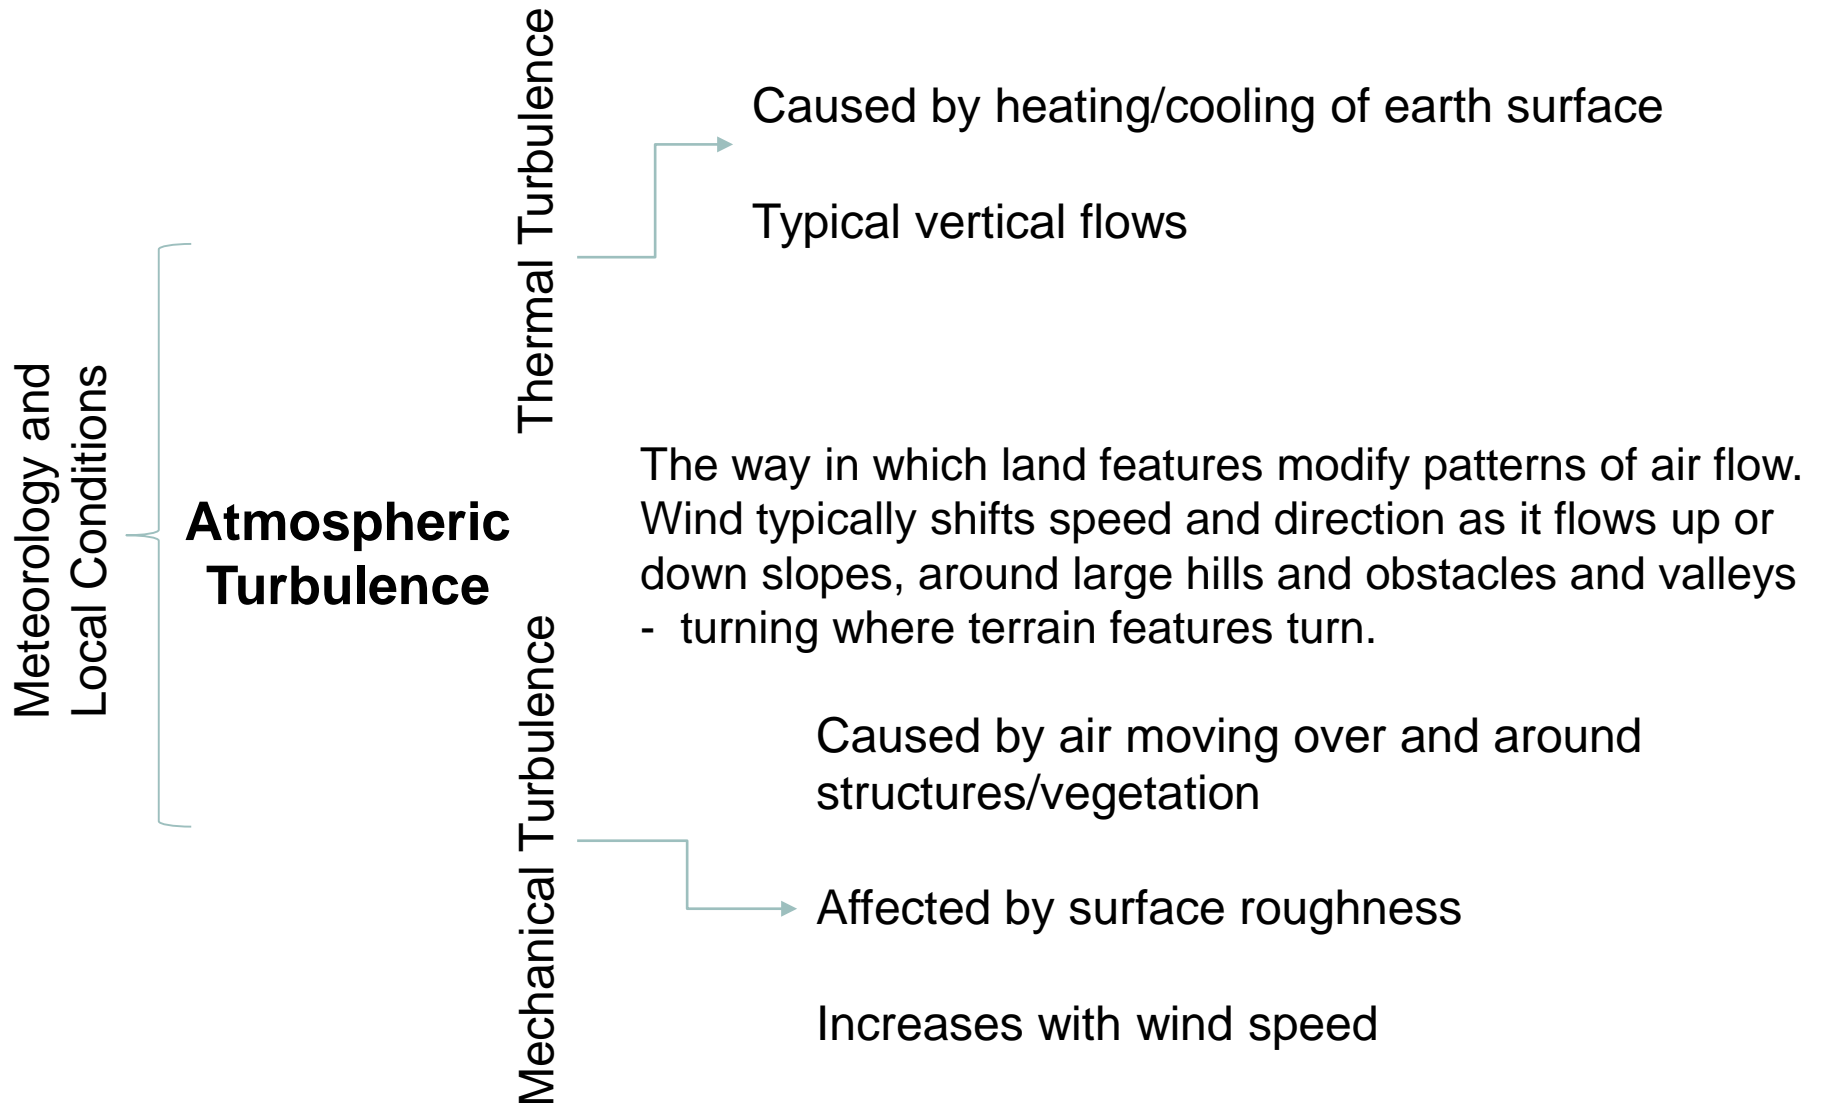 Meteorology and
Local Conditions
Atmospheric
Turbulence
Thermal Turbulence
Caused by heating/cooling of earth surface
Typical vertical flows
The way in which land features modify patterns of air flow.
Wind typically shifts speed and direction as it flows up or
down slopes, around large hills and obstacles and valleys
- turning where terrain features turn.
Mechanical Turbulence
Caused by air moving over and around
structures/vegetation
Affected by surface roughness
Increases with wind speed